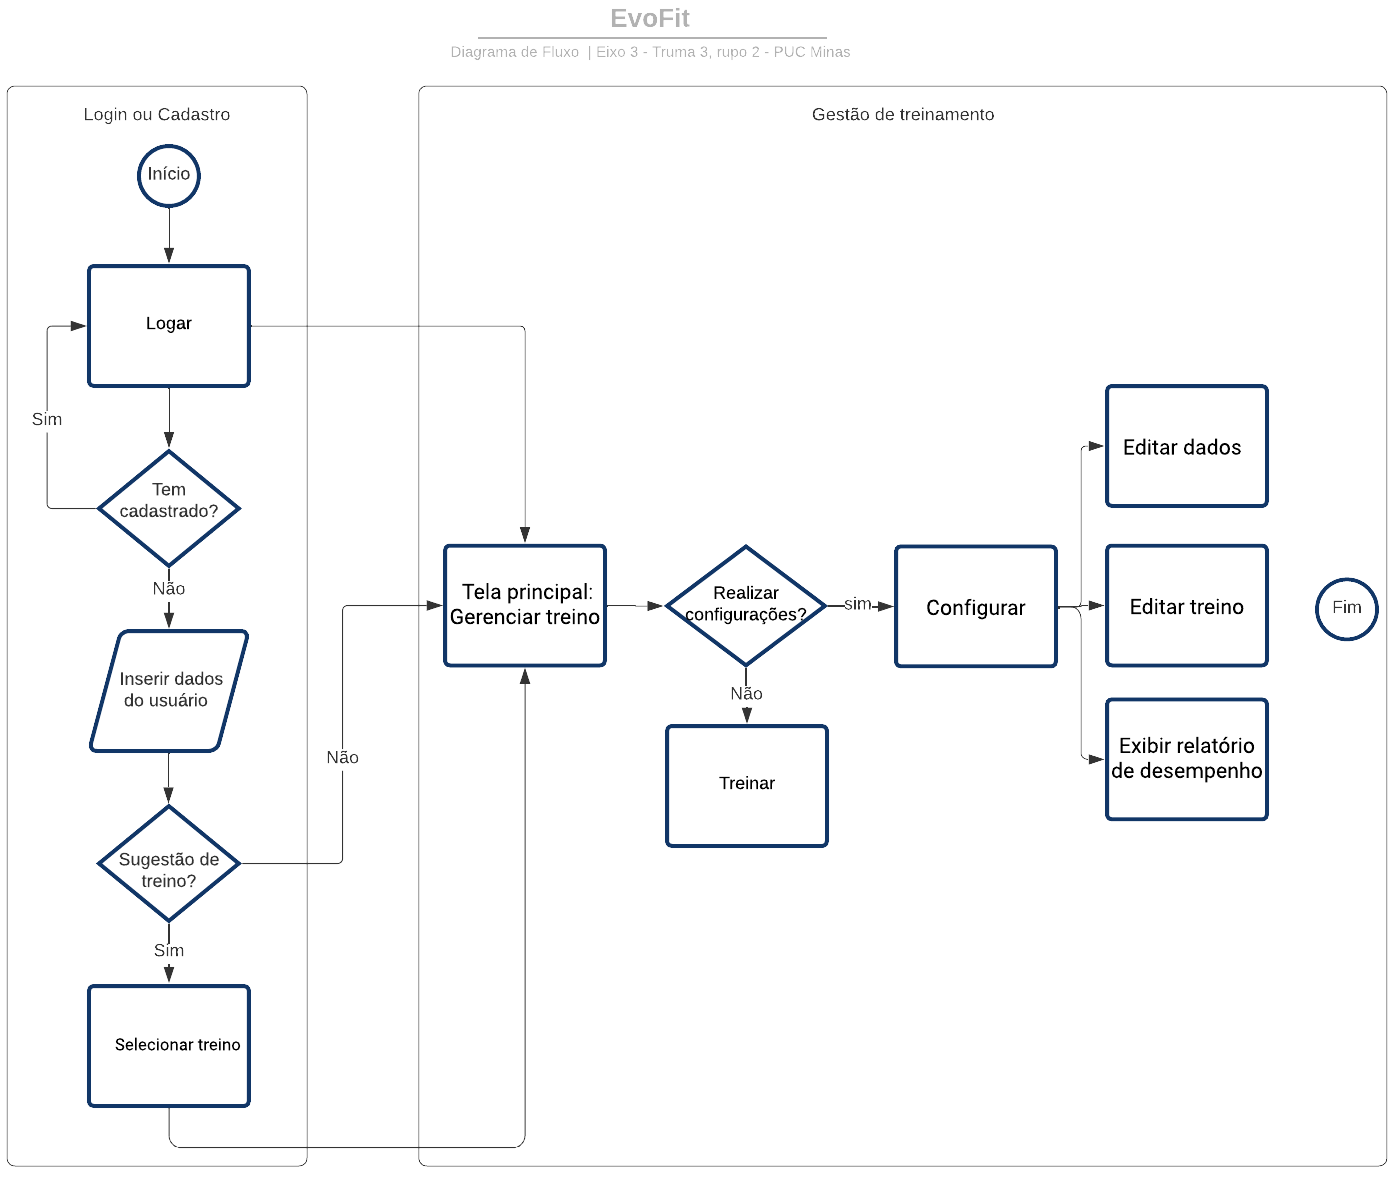 EvoFit
Diagrama de Fluxo | Eixo 3 - Truma 3, rupo 2 - PUC Minas
Login ou Cadastro
Início
Logar
Sim
Tem
cadastrado?
Não
Inserir dados
do usuário
Sugestão de
treino?
Não
Sim
Selecionar treino
Gestão de treinamento
Tela principal:
Gerenciar treino
Realizar
configurações?
sim
Não
Treinar
Configurar
Editar dados
Editar treino
Exibir relatório
de desempenho
Fim